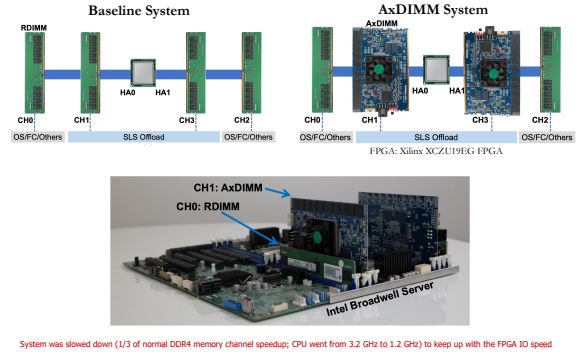 Baseline System
RDIMM
HA0 HA1
CH0 CH1 CH3 CH2
OS/FC/Others SLS Offload OS/FC/Others
AxDIMM System
AxDIMM
HA0 HA1
CH0 CH1 CH3 CH2
OS/FC/Others SLS Offload OS/FC/Others
FPGA: Xilinx XCZU19EG FPGA
CH1: AxDIMM
CH0: RDIMM
Intel Broadwell Server
System was slowed down (1/3 of normal DDR4 memory channel speedup; CPU went from 3.2 GHz to 1.2 GHz) to keep up with the FPGA IO speed